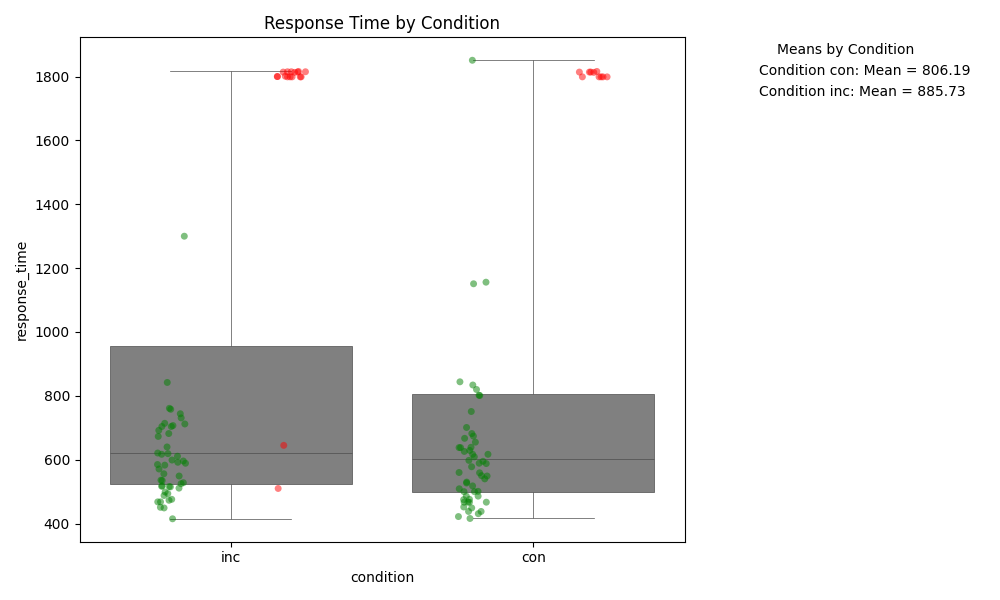 Response Time by Condition
Means by Condition
Condition con: Mean = 806.19
Condition inc: Mean = 885.73
response_time
1800
1600
1400
1200
1000
800
600
400
inc
con
condition